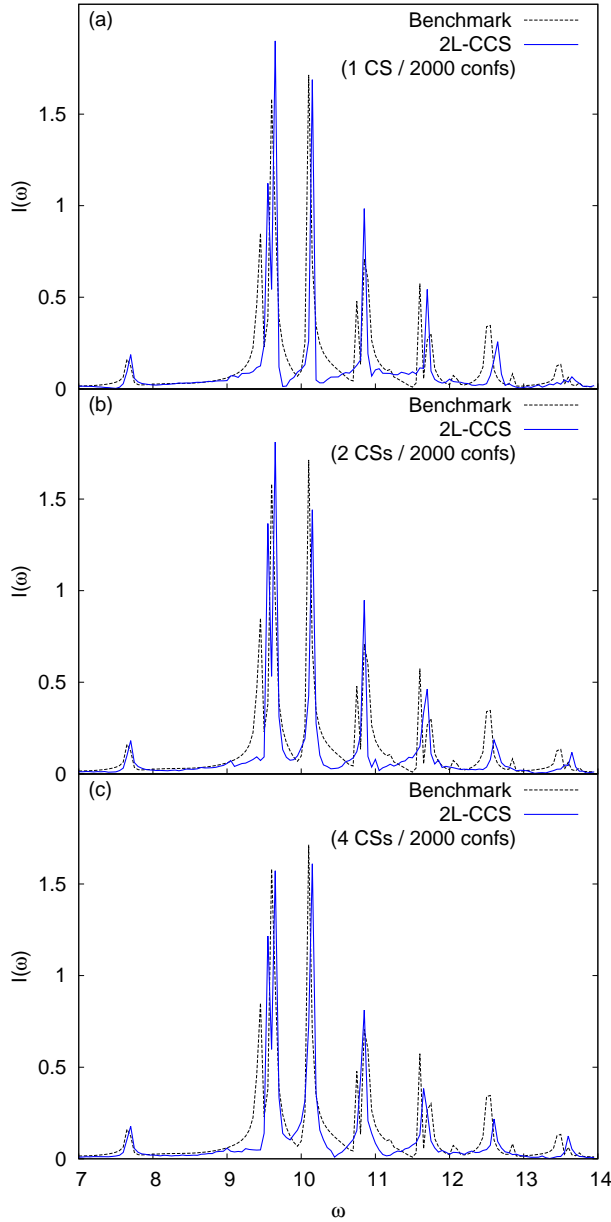 (a)
Benchmark
2L-CCS
(1 CS / 2000 confs)
I(ω)
1.5
1
0.5
0
(b)
Benchmark
2L-CCS
(2 CSs / 2000 confs)
I(ω)
1.5
1
0.5
0
(c)
Benchmark
2L-CCS
(4 CSs / 2000 confs)
I(ω)
1.5
1
0.5
0
7 8 9 10 11 12 13 14
ω